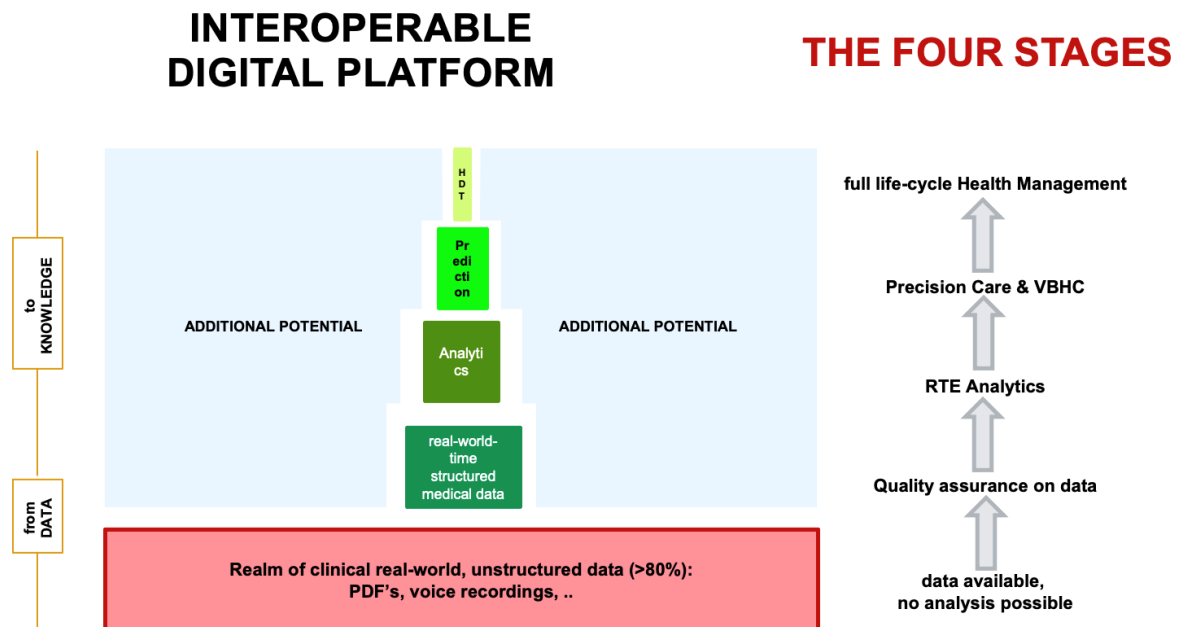 INTEROPERABLE
DIGITAL PLATFORM
THE FOUR STAGES
to
KNOWLEDGE
from
DATA
H
D
T
Pr
edi
cti
on
Analyti
cs
real-world-
time
structured
medical data
ADDITIONAL POTENTIAL
ADDITIONAL POTENTIAL
Realm of clinical real-world, unstructured data (>80%):
PDF's, voice recordings, ..
full life-cycle Health Management
Precision Care & VBHC
RTE Analytics
Quality assurance on data
data available,
no analysis possible